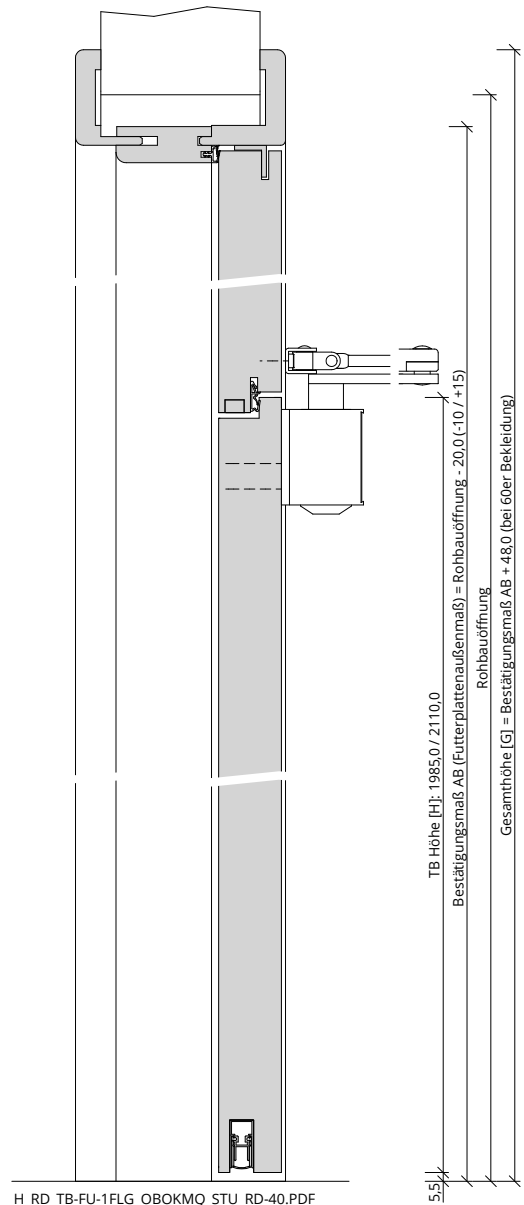 TB Höhe [H]: 1985,0 / 2110,0
Bestätigungsmaß AB (Futterplattenaußenmaß) = Rohbauöffnung - 20,0 (-10 / +15)
Rohbauöffnung
Gesamthöhe [G] = Bestätigungsmaß AB + 48,0 (bei 60er Bekleidung)
5,5
H_RD_TB-FU-1FLG_OBOKMQ_STU_RD-40.PDF